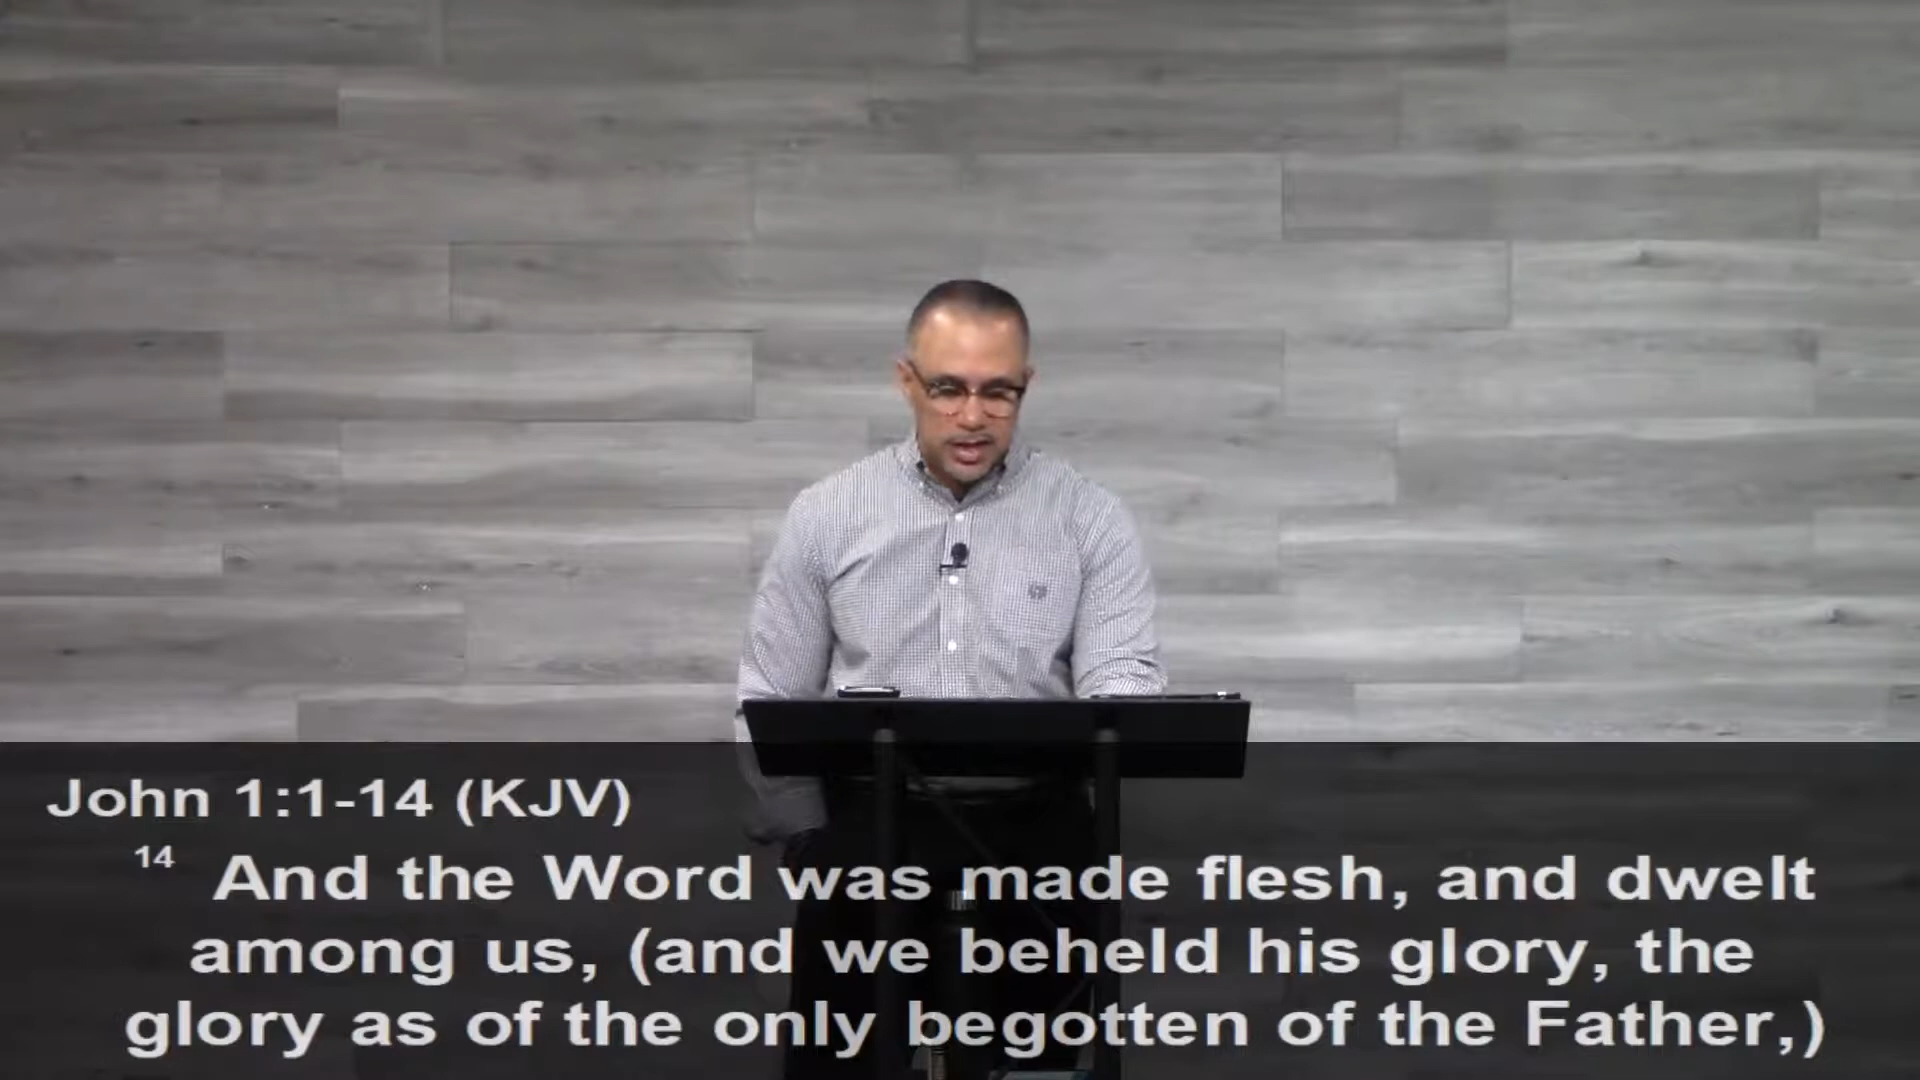 John 1:1-14 (KJV)
14 And the Word was made flesh, and dwelt
among us, (and we beheld his glory, the
glory as of the only begotten of the Father,)